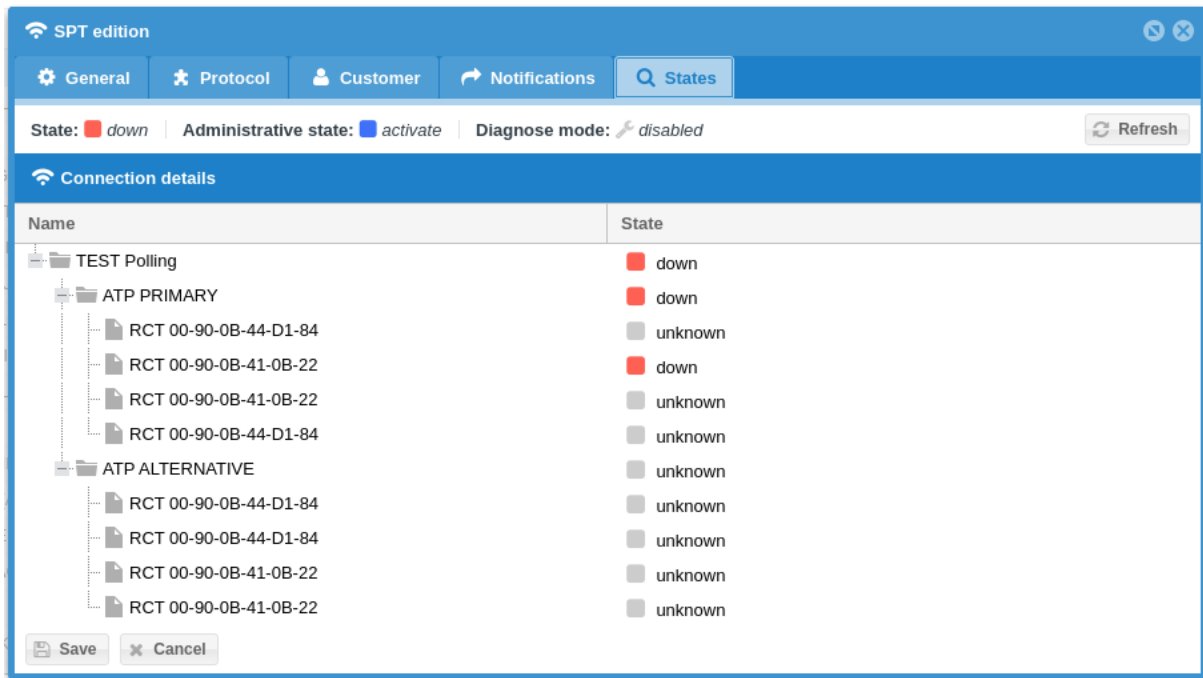 SPT edition
General Protocol Customer Notifications States
State: down Administrative state: activate Diagnose mode: disabled Refresh
Connection details
Name State
TEST Polling down
ATP PRIMARY down
RCT 00-90-0B-44-D1-84 unknown
RCT 00-90-0B-41-0B-22 down
RCT 00-90-0B-41-0B-22 unknown
RCT 00-90-0B-44-D1-84 unknown
ATP ALTERNATIVE unknown
RCT 00-90-0B-44-D1-84 unknown
RCT 00-90-0B-44-D1-84 unknown
RCT 00-90-0B-41-0B-22 unknown
RCT 00-90-0B-41-0B-22 unknown
Save Cancel